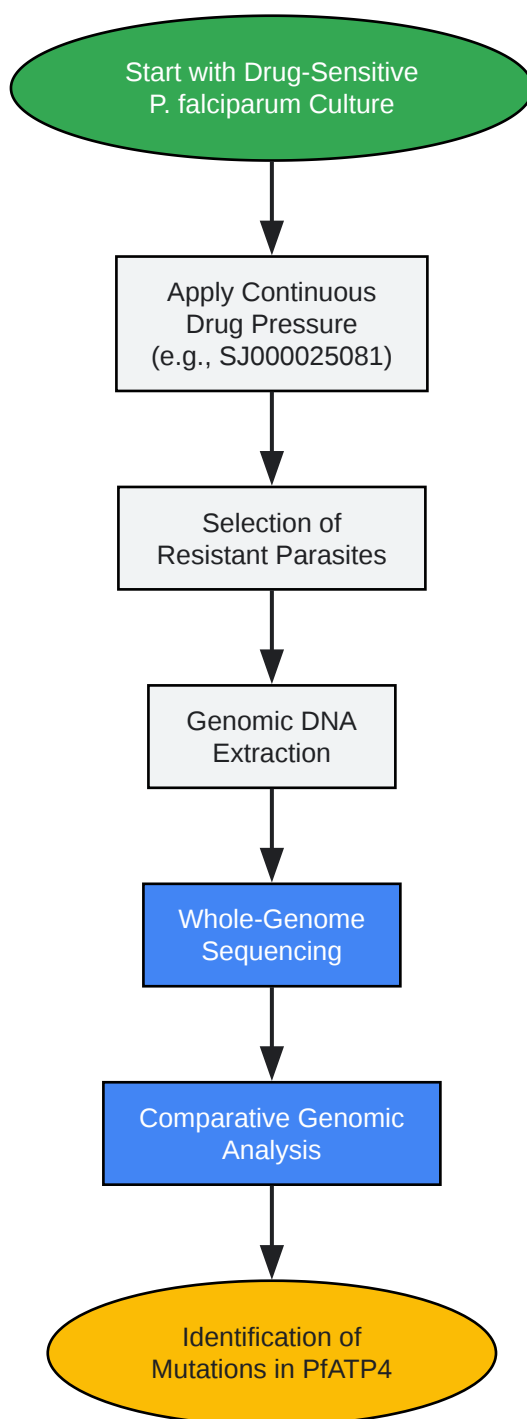 Start with Drug-Sensitive
P. falciparum Culture
Apply Continuous
Drug Pressure
(e.g., SJ000025081)
Selection of
Resistant Parasites
Genomic DNA
Extraction
Whole-Genome
Sequencing
Comparative Genomic
Analysis
Identification of
Mutations in PfATP4